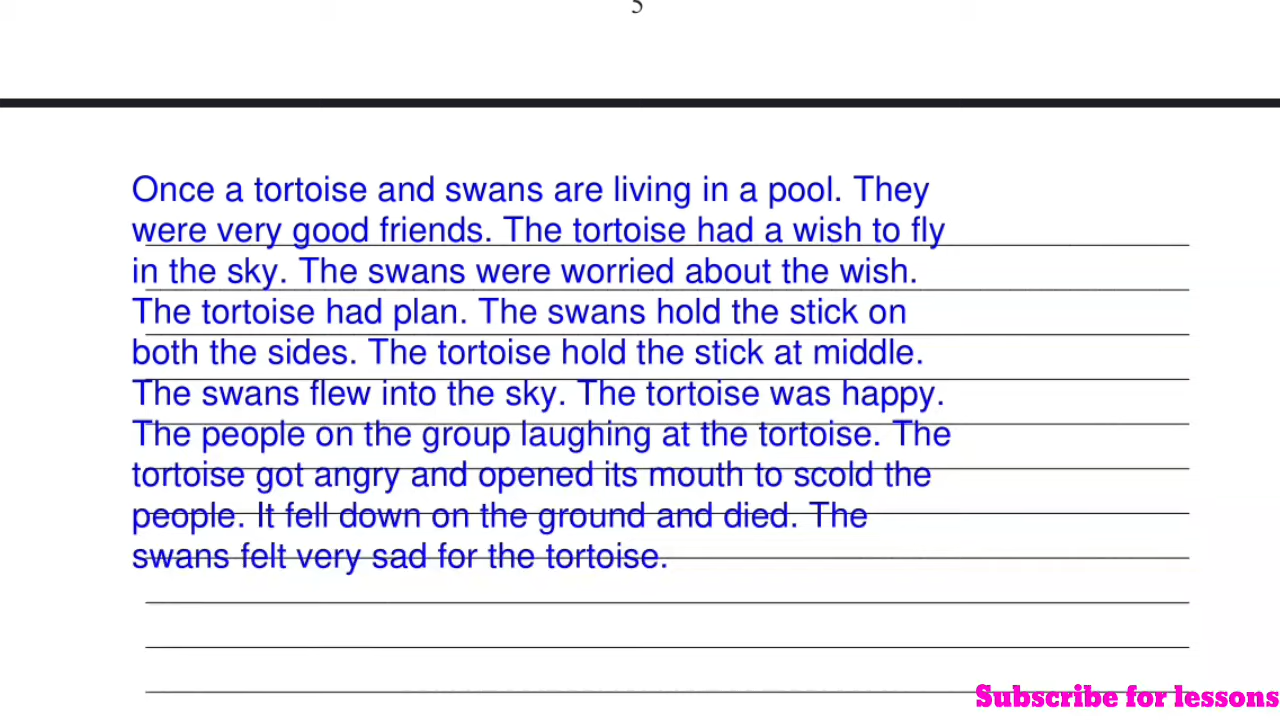 5
Once a tortoise and swans are living in a pool. They
were very good friends. The tortoise had a wish to fly
in the sky. The swans were worried about the wish.
The tortoise had plan. The swans hold the stick on
both the sides. The tortoise hold the stick at middle.
The swans flew into the sky. The tortoise was happy.
The people on the group laughing at the tortoise. The
tortoise got angry and opened its mouth to scold the
people. It fell down on the ground and died. The
swans felt very sad for the tortoise.
Subscribe for lessons